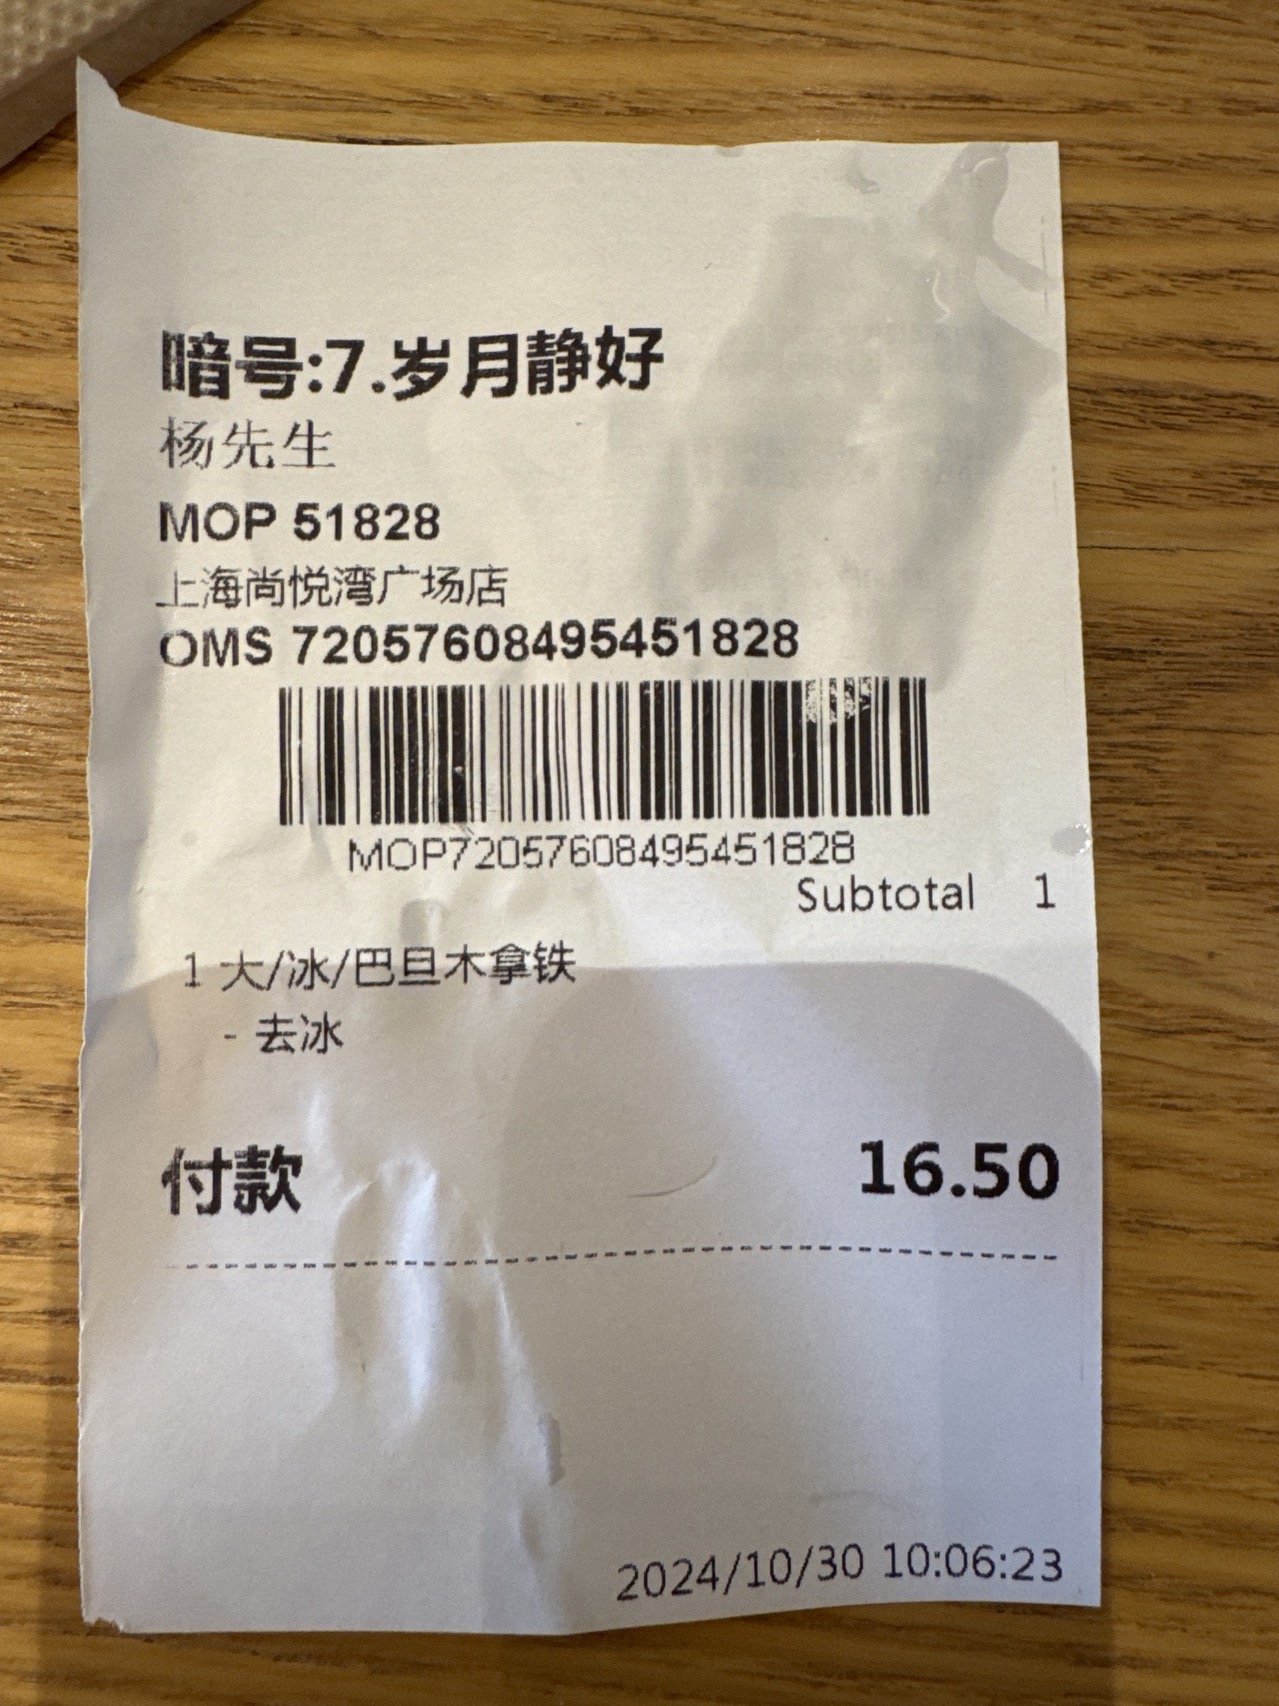 暗号:7.岁月静好
杨先生
MOP 51828
上海尚悦湾广场店
OMS 72057608495451828
MOP72057608495451828
Subtotal 1
1 大/冰/巴旦木拿铁
- 去冰
付款 16.50
2024/10/30 10:06:23